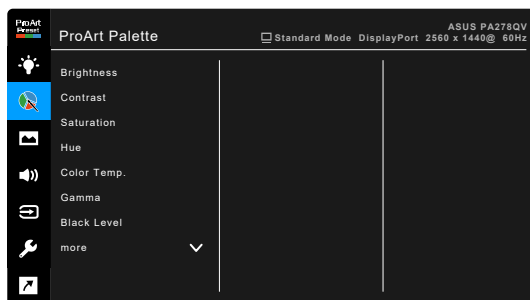 ProArt
Preset
ProArt Palette
ASUS PA278QV
Standard Mode DisplayPort 2560 x 1440@ 60Hz
Brightness
Contrast
Saturation
Hue
Color Temp.
Gamma
Black Level
more